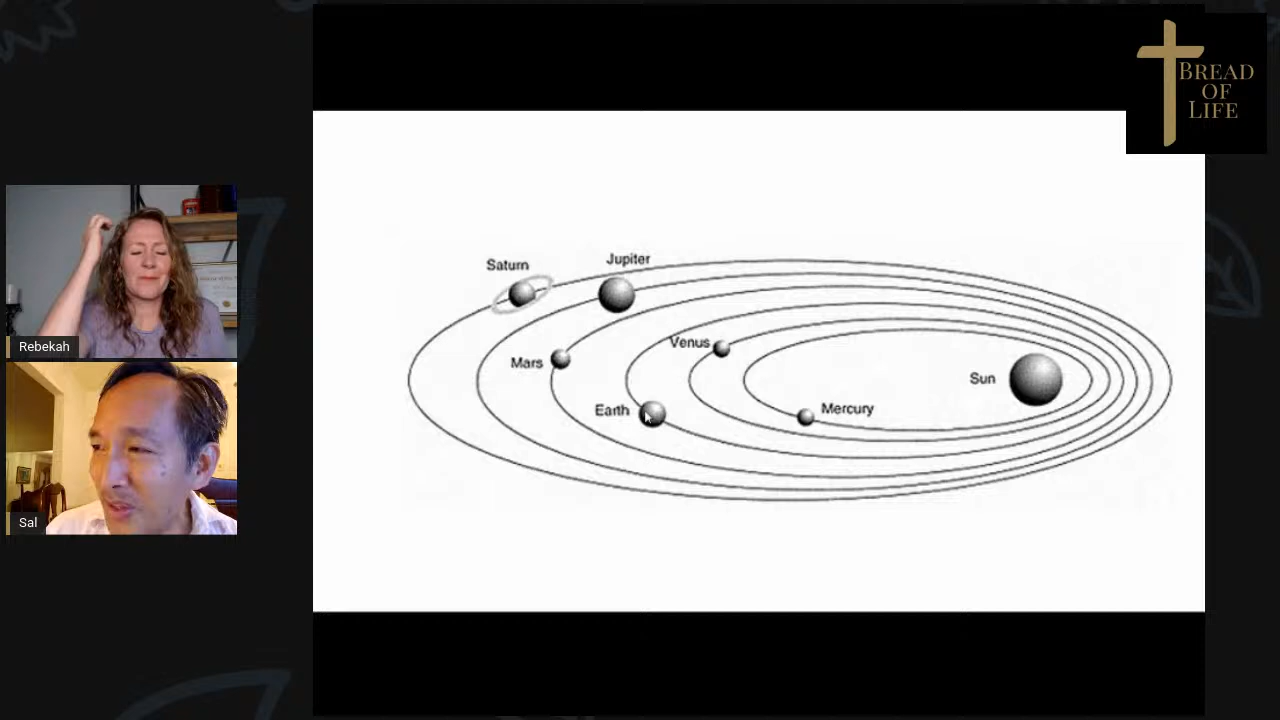 BREAD
OF
LIFE
Saturn
Jupiter
Venus
Mars
Sun
Earth
Mercury
Rebekah
Sal